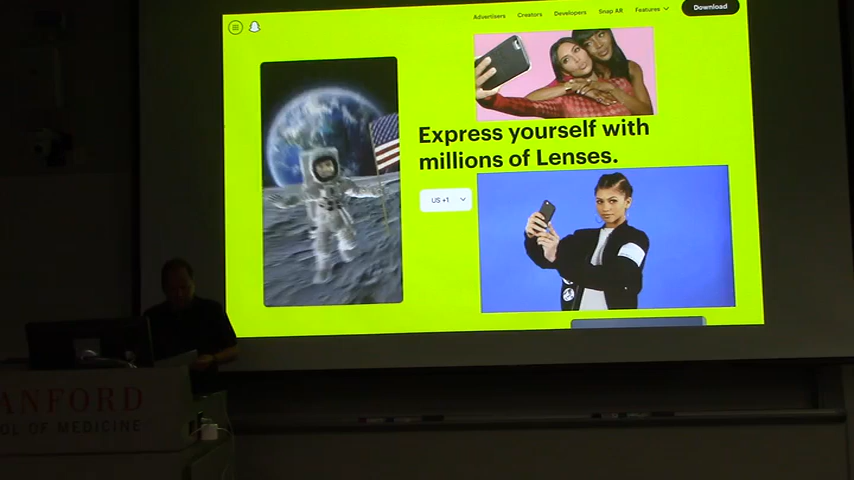 Advertisers Creators Developers Snap AR Features Download
Express yourself with
millions of Lenses.
US +1
ANFORD
OL OF MEDICINE